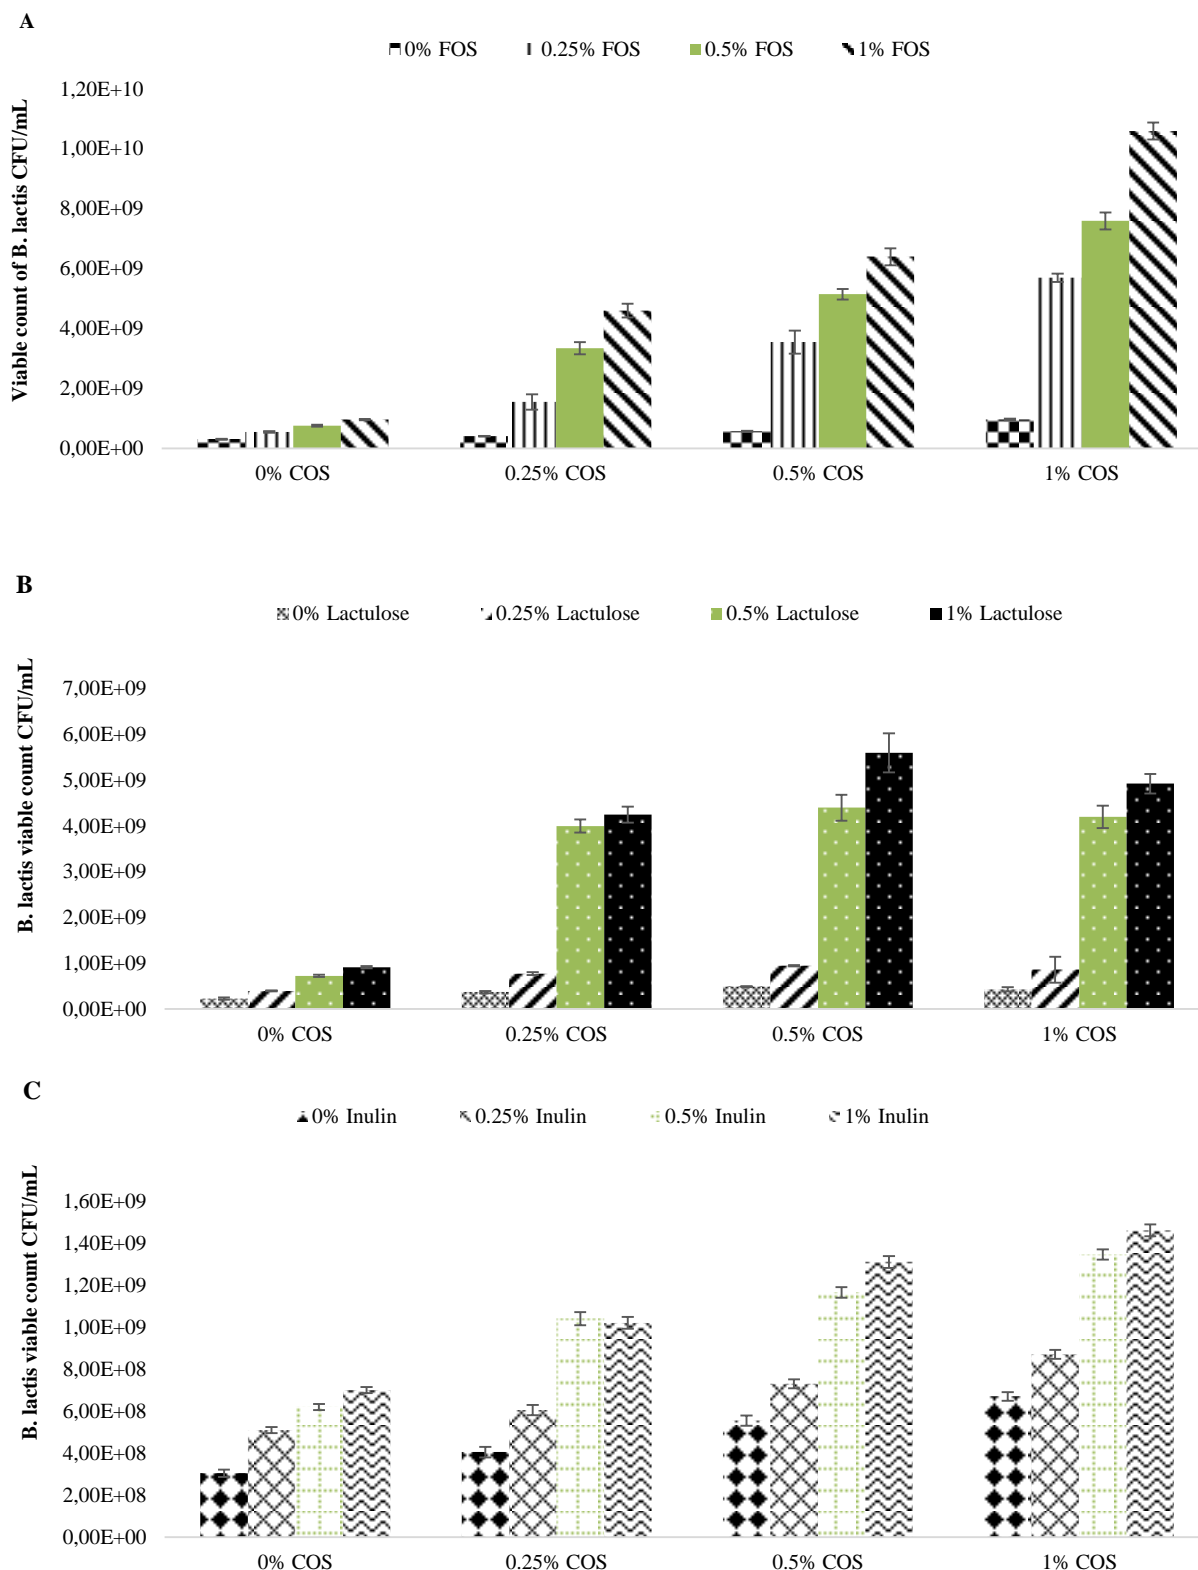 A
0% FOS 0.25% FOS 0.5% FOS 1% FOS
Viable count of B. lactis CFU/mL
1,20E+10
1,00E+10
8,00E+09
6,00E+09
4,00E+09
2,00E+09
0,00E+00
0% COS 0.25% COS 0.5% COS 1% COS
B
0% Lactulose 0.25% Lactulose 0.5% Lactulose 1% Lactulose
B. lactis viable count CFU/mL
7,00E+09
6,00E+09
5,00E+09
4,00E+09
3,00E+09
2,00E+09
1,00E+09
0,00E+00
0% COS 0.25% COS 0.5% COS 1% COS
C
0% Inulin 0.25% Inulin 0.5% Inulin 1% Inulin
B. lactis viable count CFU/mL
1,60E+09
1,40E+09
1,20E+09
1,00E+09
8,00E+08
6,00E+08
4,00E+08
2,00E+08
0,00E+00
0% COS 0.25% COS 0.5% COS 1% COS